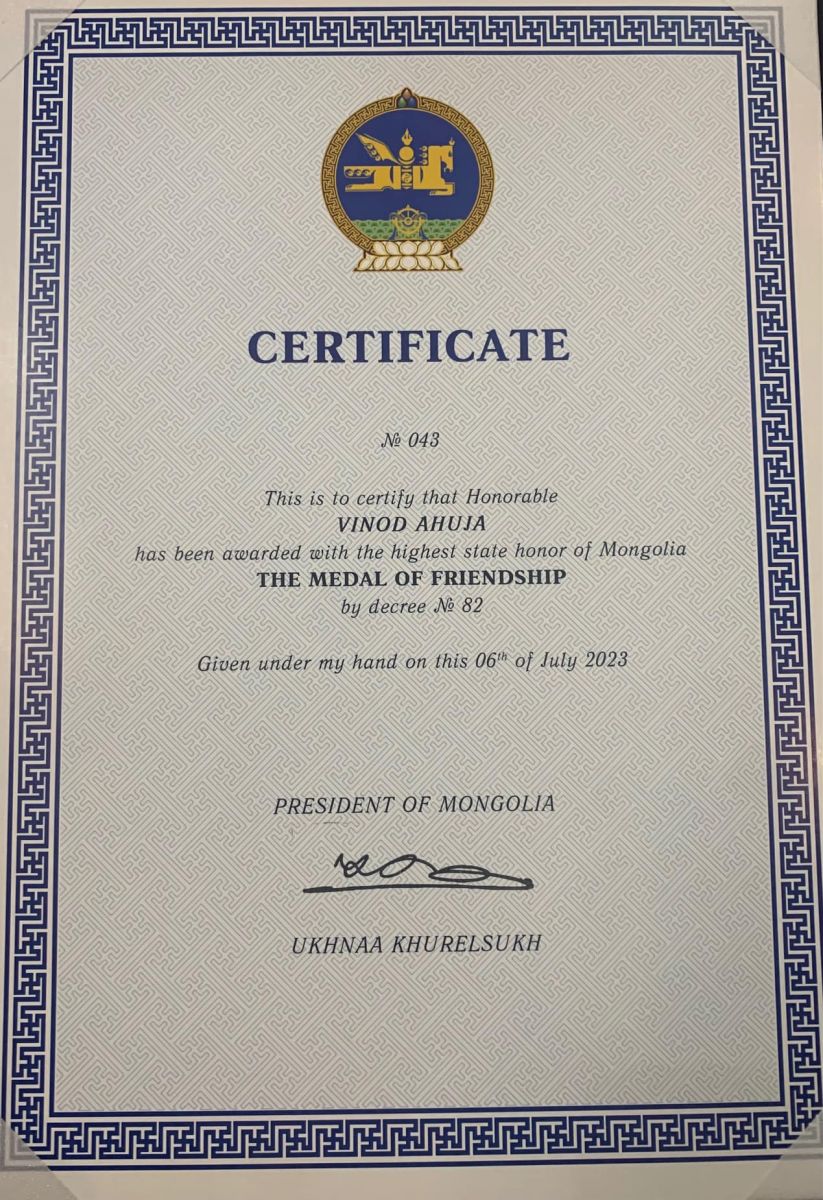 CERTIFICATE
№ 043
This is to certify that Honorable
VINOD AHUJA
has been awarded with the highest state honor of Mongolia
THE MEDAL OF FRIENDSHIP
by decree № 82
Given under my hand on this 06th of July 2023
PRESIDENT OF MONGOLIA
UKHNAA KHURELSUKH